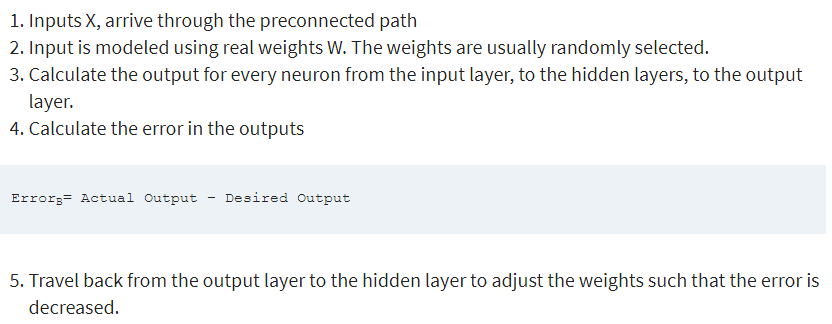 1. Inputs X, arrive through the preconnected path
2. Input is modeled using real weights W. The weights are usually randomly selected.
3. Calculate the output for every neuron from the input layer, to the hidden layers, to the output
layer.
4. Calculate the error in the outputs
ErrorB= Actual Output - Desired Output
5. Travel back from the output layer to the hidden layer to adjust the weights such that the error is
decreased.